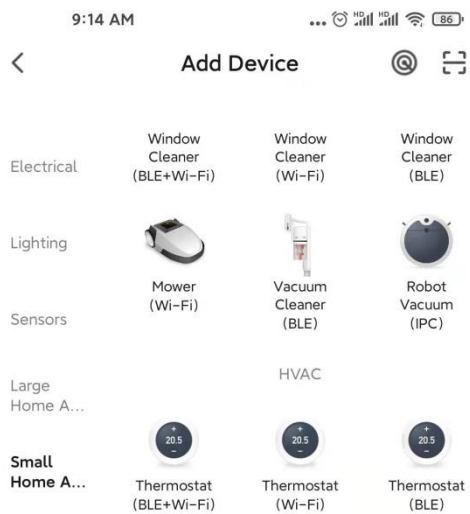 9:14 AM HD HD 86
Add Device
Electrical
Lighting
Sensors
Large
Home A...
Small
Home A...
Window
Cleaner
(BLE+Wi-Fi)
Window
Cleaner
(Wi-Fi)
Window
Cleaner
(BLE)
Mower
(Wi-Fi)
Vacuum
Cleaner
(BLE)
Robot
Vacuum
(IPC)
HVAC
20.5
Thermostat
(BLE+Wi-Fi)
20.5
Thermostat
(Wi-Fi)
20.5
Thermostat
(BLE)